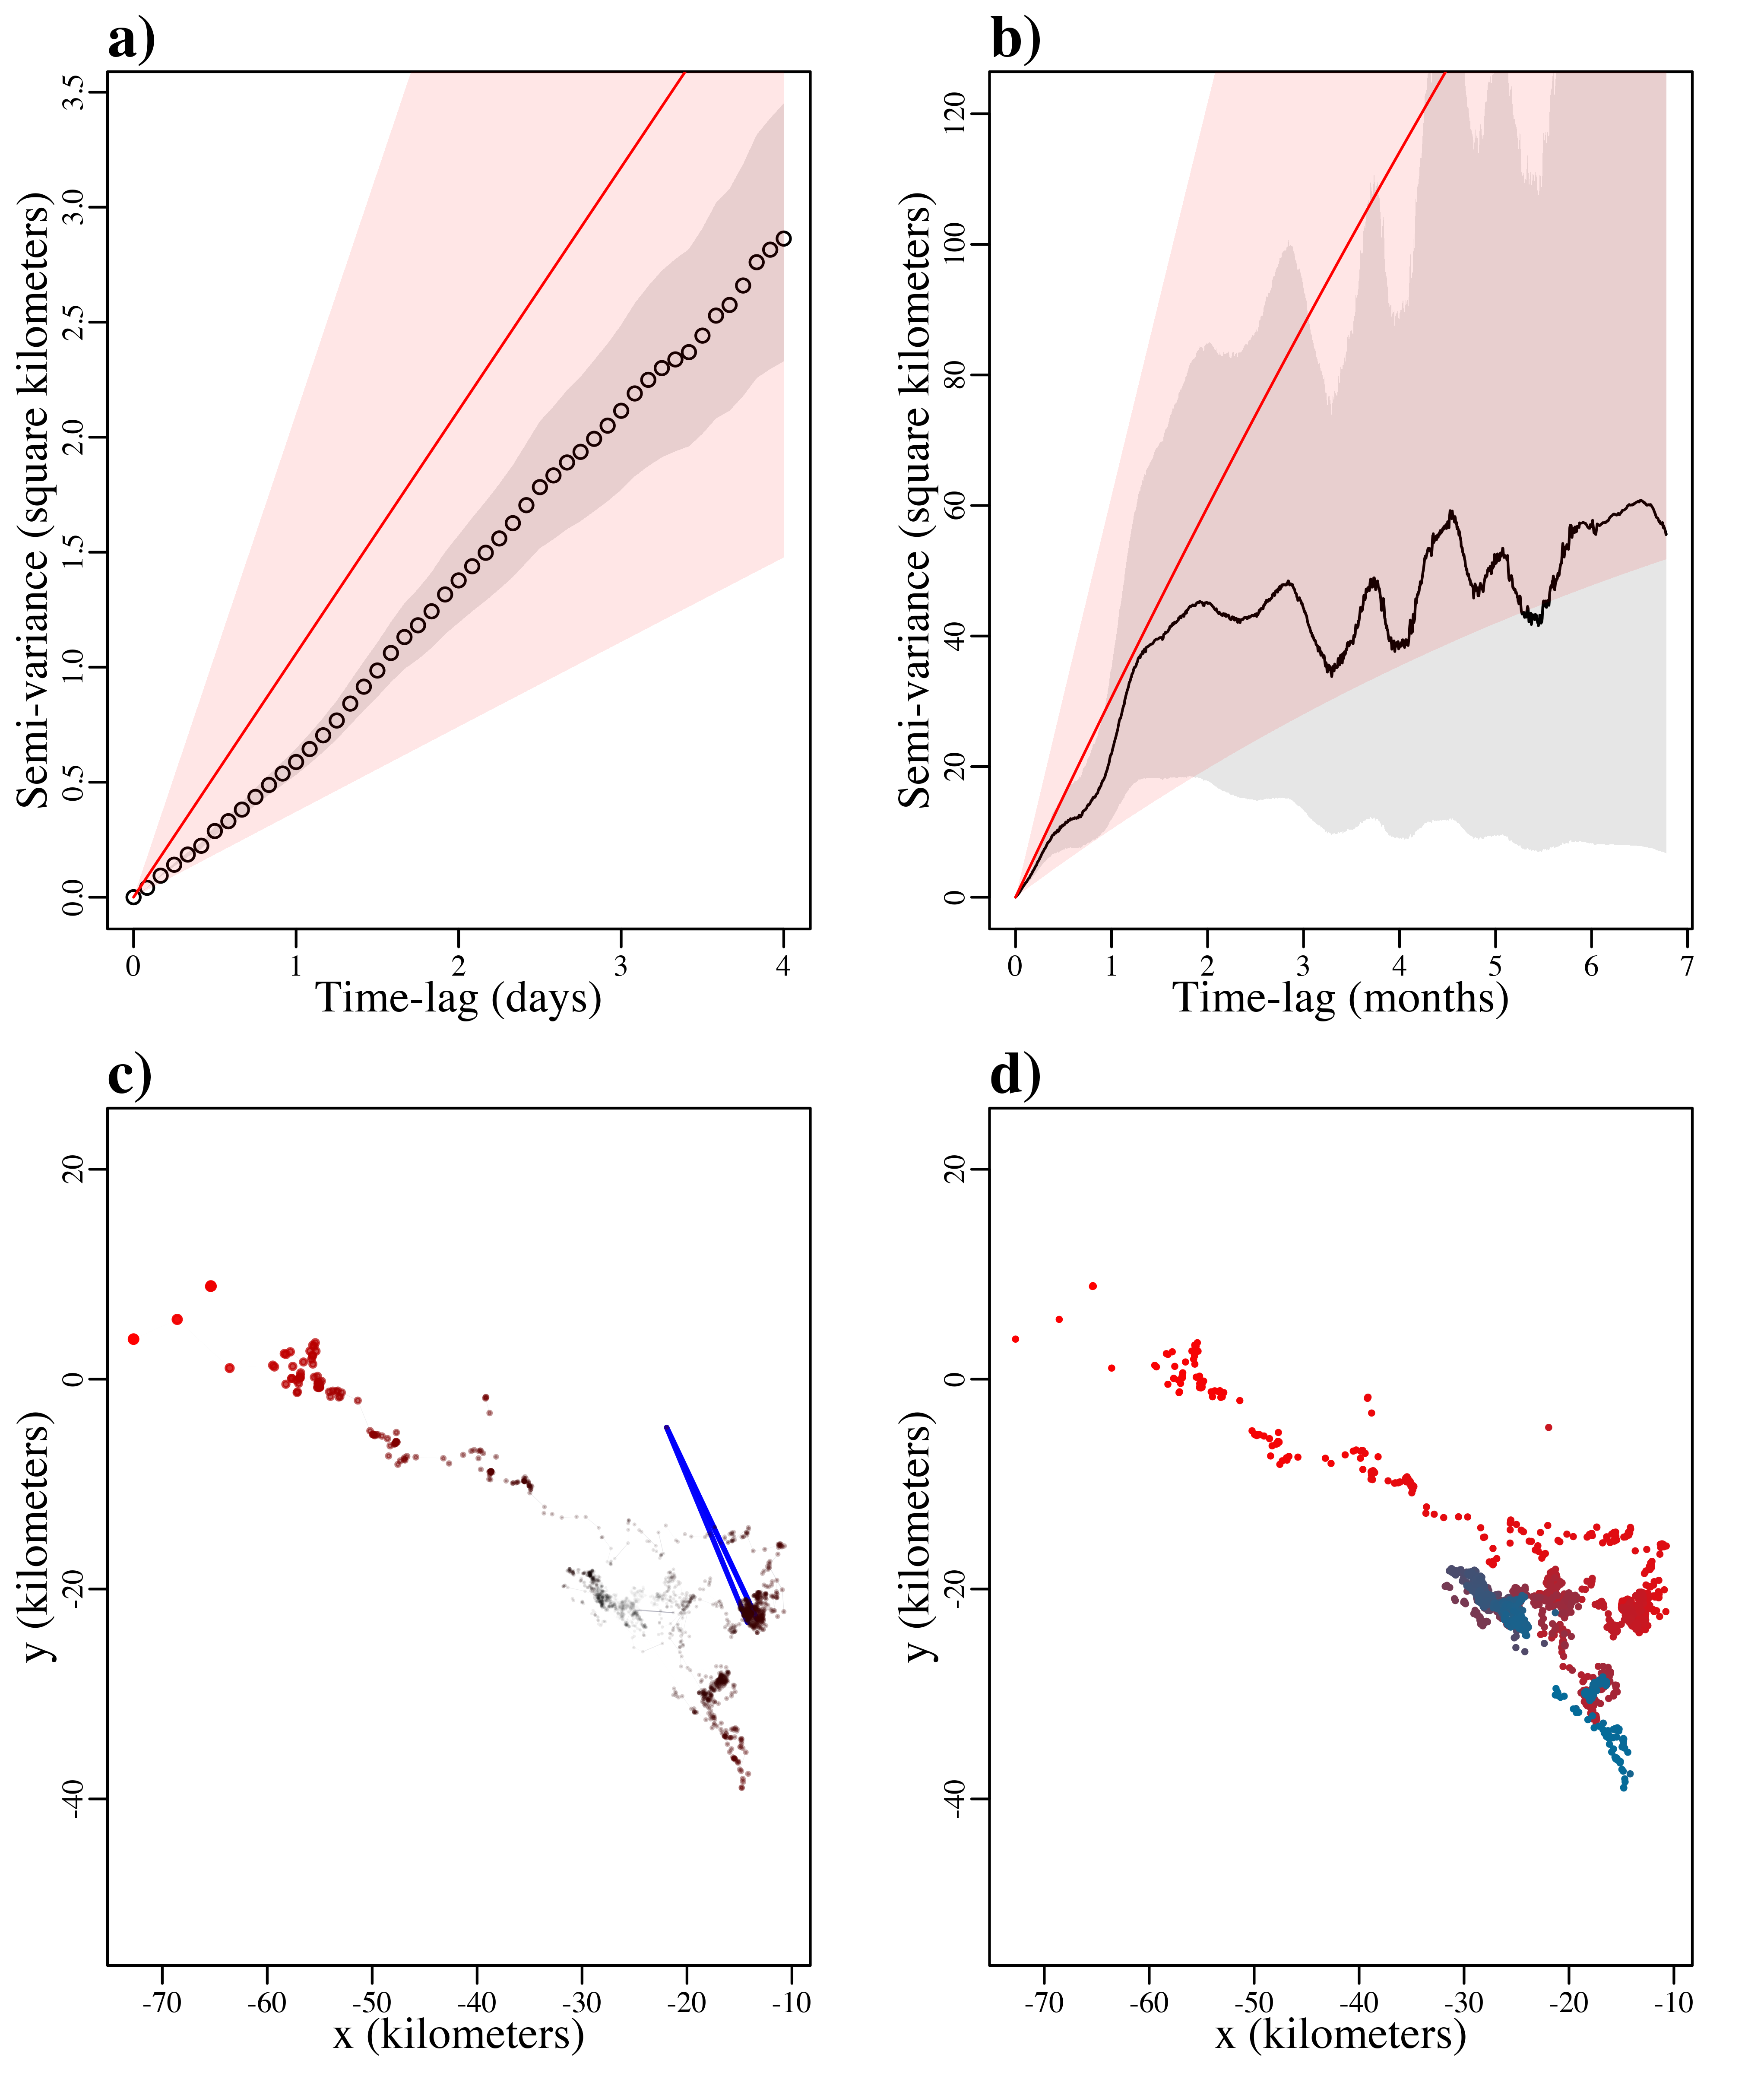 a)
Semi-variance (square kilometers)
3.5
3.0
2.5
2.0
1.5
1.0
0.5
0.0
0 1 2 3 4
Time-lag (days)
b)
Semi-variance (square kilometers)
120
100
80
60
40
20
0
0 1 2 3 4 5 6 7
Time-lag (months)
c)
y (kilometers)
20
0
-20
-40
-70 -60 -50 -40 -30 -20 -10
x (kilometers)
d)
y (kilometers)
20
0
-20
-40
-70 -60 -50 -40 -30 -20 -10
x (kilometers)